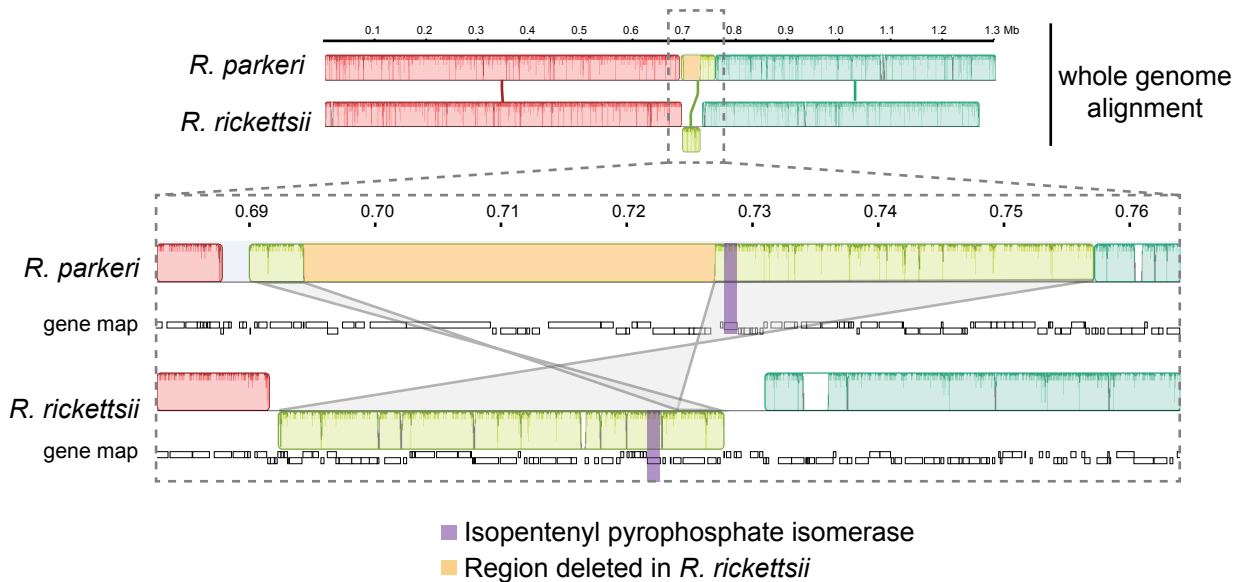 0.1 0.2 0.3 0.4 0.5 0.6 0.7 0.8 0.9 1.0 1.1 1.2 1.3 Mb
R. parkeri
R. rickettsii
whole genome
alignment
0.69 0.70 0.71 0.72 0.73 0.74 0.75 0.76
R. parkeri
gene map
R. rickettsii
gene map
Isopentenyl pyrophosphate isomerase
Region deleted in R. rickettsii